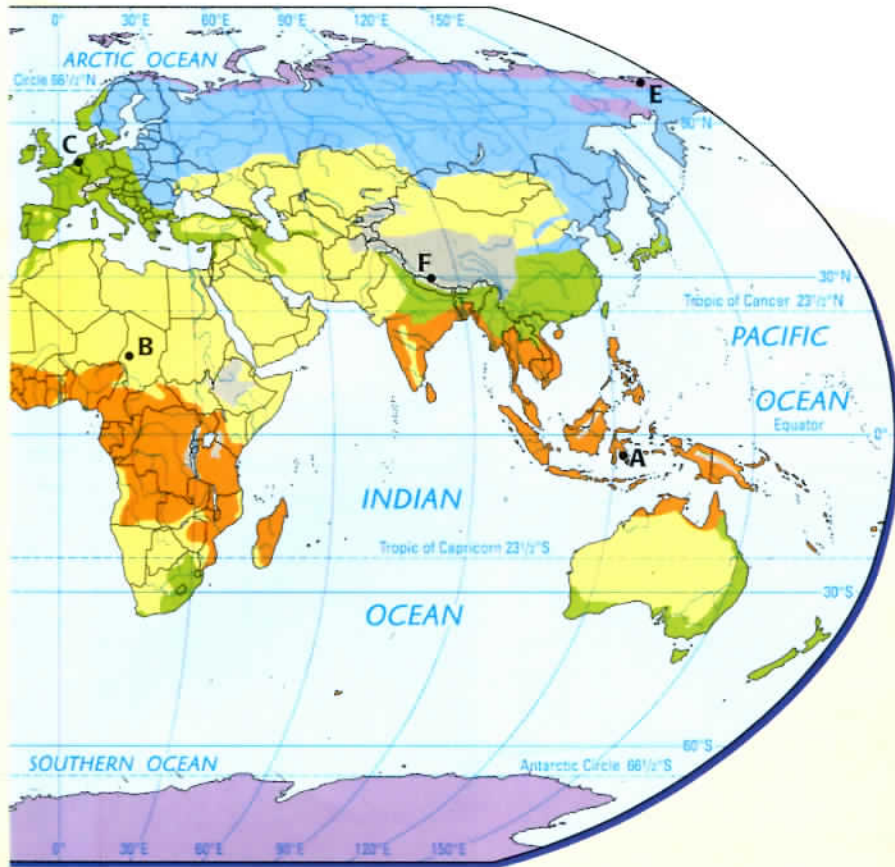 0° 30°E 60°E 90°E 120°E 150°E
ARCTIC OCEAN
Circle 66½°N
E
60°N
C
F
30°N
Tropic of Cancer 23½°N
B
PACIFIC
OCEAN
Equator
0°
A
INDIAN
Tropic of Capricorn 23½°S
30°S
OCEAN
60°S
SOUTHERN OCEAN
Antarctic Circle 66½°S
0° 30°E 60°E 90°E 120°E 150°E